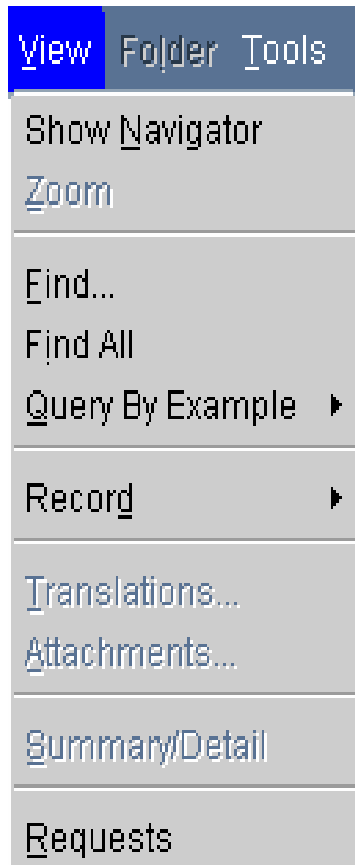 View Folder Tools
Show Navigator
Zoom
Find...
Find All
Query By Example
Record
Translations...
Attachments...
Summary/Detail
Requests